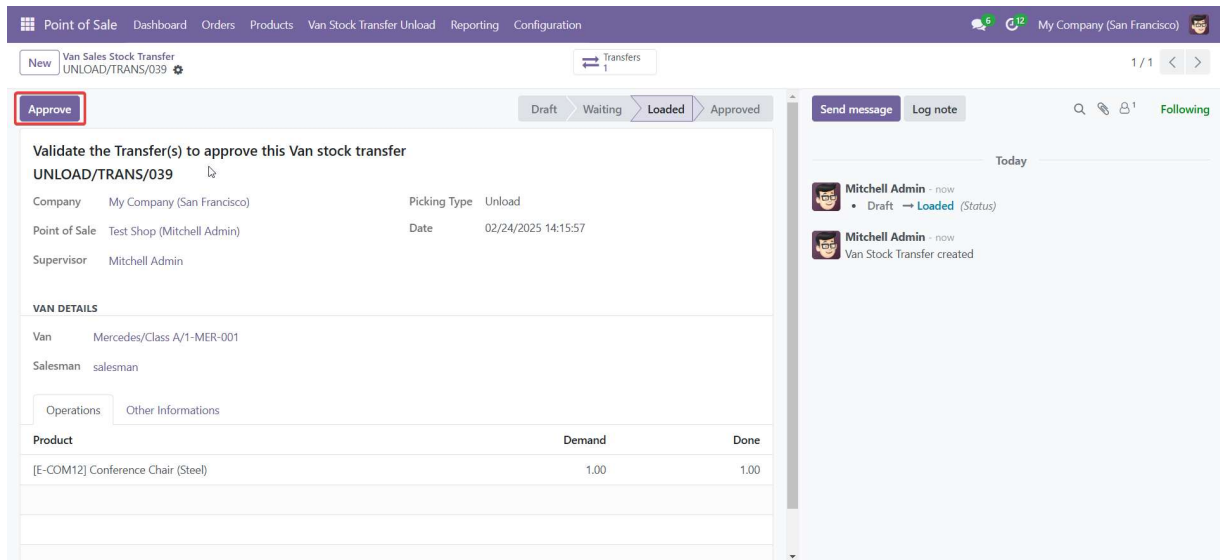 Point of Sale Dashboard Orders Products Van Stock Transfer Unload Reporting Configuration 6 12 My Company (San Francisco)
New Van Sales Stock Transfer Transfers 1 / 1
UNLOAD/TRANS/039 1
Approve Draft Waiting Loaded Approved Send message Log note 1 Following
Validate the Transfer(s) to approve this Van stock transfer
UNLOAD/TRANS/039
Company My Company (San Francisco) Picking Type Unload
Point of Sale Test Shop (Mitchell Admin) Date 02/24/2025 14:15:57
Supervisor Mitchell Admin
VAN DETAILS
Van Mercedes/Class A/1-MER-001
Salesman salesman
Operations Other Informations
Product Demand Done
[E-COM12] Conference Chair (Steel) 1.00 1.00
Today
Mitchell Admin - now
• Draft → Loaded (Status)
Mitchell Admin - now
Van Stock Transfer created